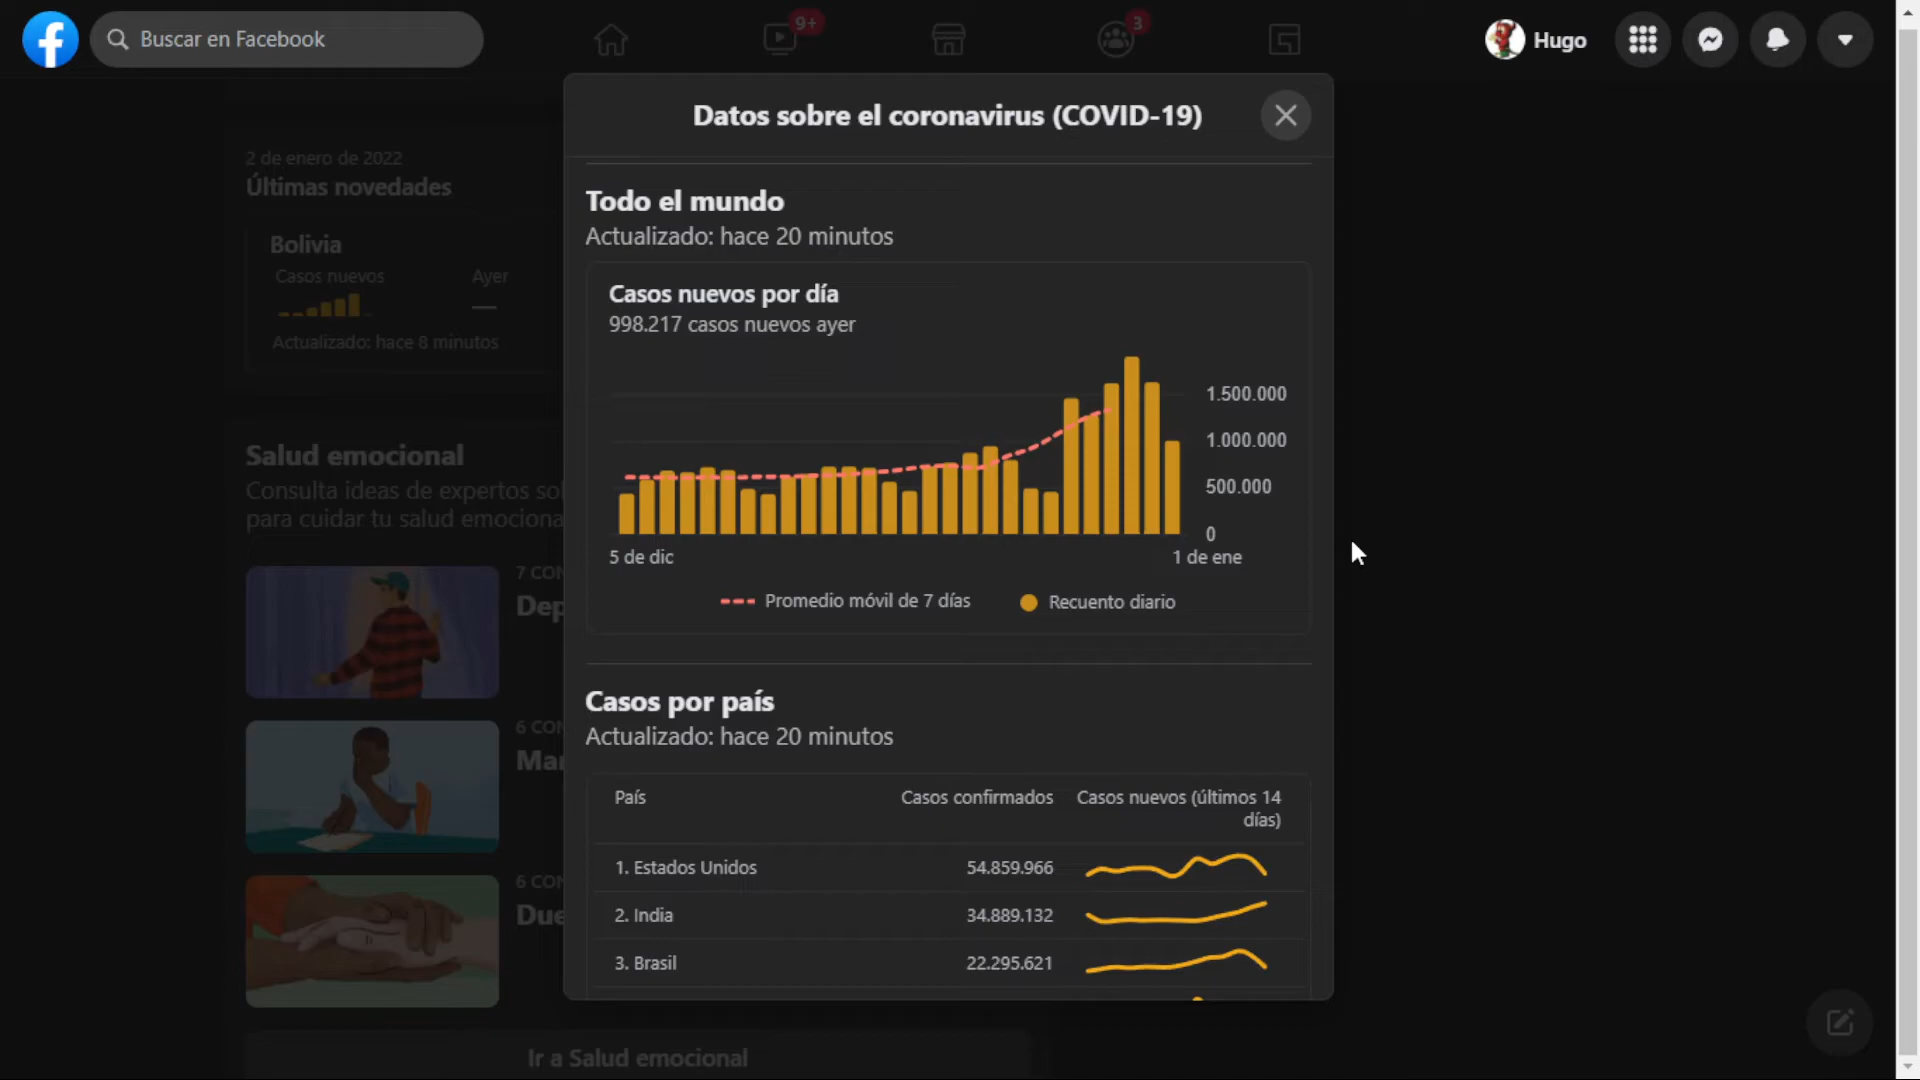 Buscar en Facebook
9+
3
Hugo
Datos sobre el coronavirus (COVID-19)
2 de enero de 2022
Últimas novedades
Bolivia
Casos nuevos
Ayer
—
Actualizado: hace 8 minutos
Salud emocional
Consulta ideas de expertos
para cuidar tu salud
7
6
6
Ir a Salud emocional
Todo el mundo
Actualizado: hace 20 minutos
Casos nuevos por día
998.217 casos nuevos ayer
1.500.000
1.000.000
500.000
0
5 de dic
1 de ene
Promedio móvil de 7 días
Recuento diario
Casos por país
Actualizado: hace 20 minutos
País
Casos confirmados
Casos nuevos (últimos 14
días)
1. Estados Unidos
54.859.966
2. India
34.889.132
3. Brasil
22.295.621